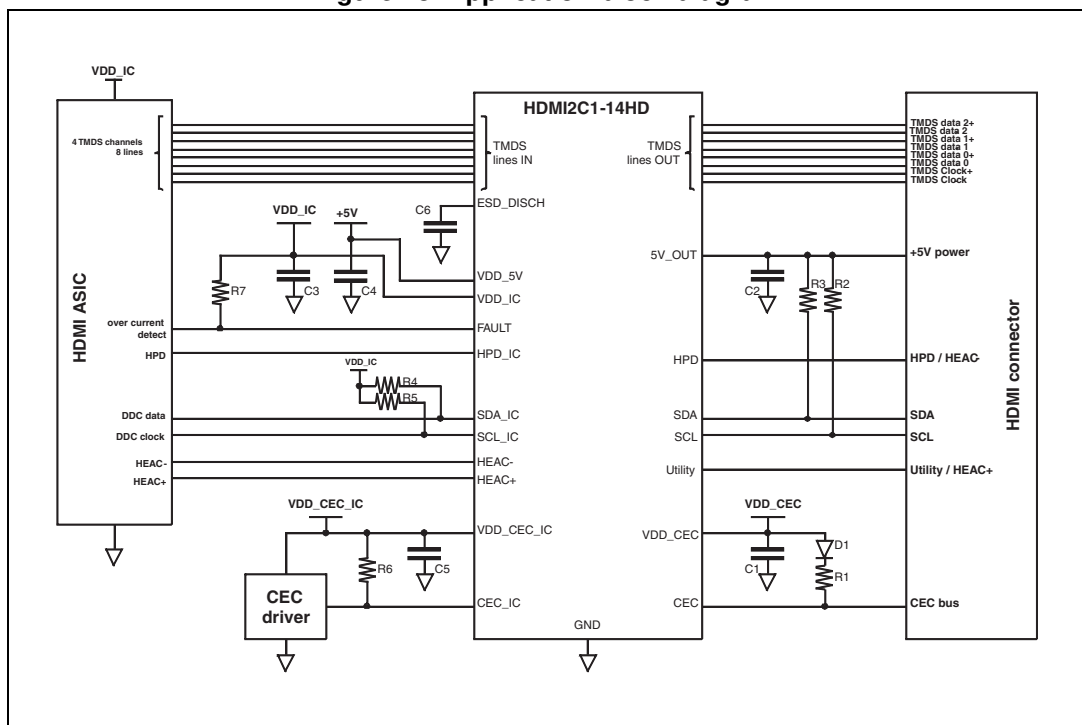 VDD_IC
HDMI2C1-14HD
4 TMDS channels
8 lines
TMDS
lines IN
TMDS
lines OUT
TMDS data 2+
TMDS data 2
TMDS data 1+
TMDS data 1
TMDS data 0+
TMDS data 0
TMDS Clock+
TMDS Clock
ESD_DISCH
C6
VDD_IC
+5V
5V_OUT
+5V power
VDD_5V
VDD_IC
R7
C3
C4
C2
R3
R2
HDMI ASIC
over current
detect
FAULT
HPD
HPD_IC
HPD
HPD / HEAC-
HDMI connector
VDD_IC
R4
R5
DDC data
SDA_IC
SDA
SDA
DDC clock
SCL_IC
SCL
SCL
HEAC-
HEAC-
Utility
Utility / HEAC+
HEAC+
HEAC+
VDD_CEC_IC
VDD_CEC
VDD_CEC_IC
VDD_CEC
R6
C5
C1
D1
R1
CEC
driver
CEC_IC
CEC
CEC bus
GND